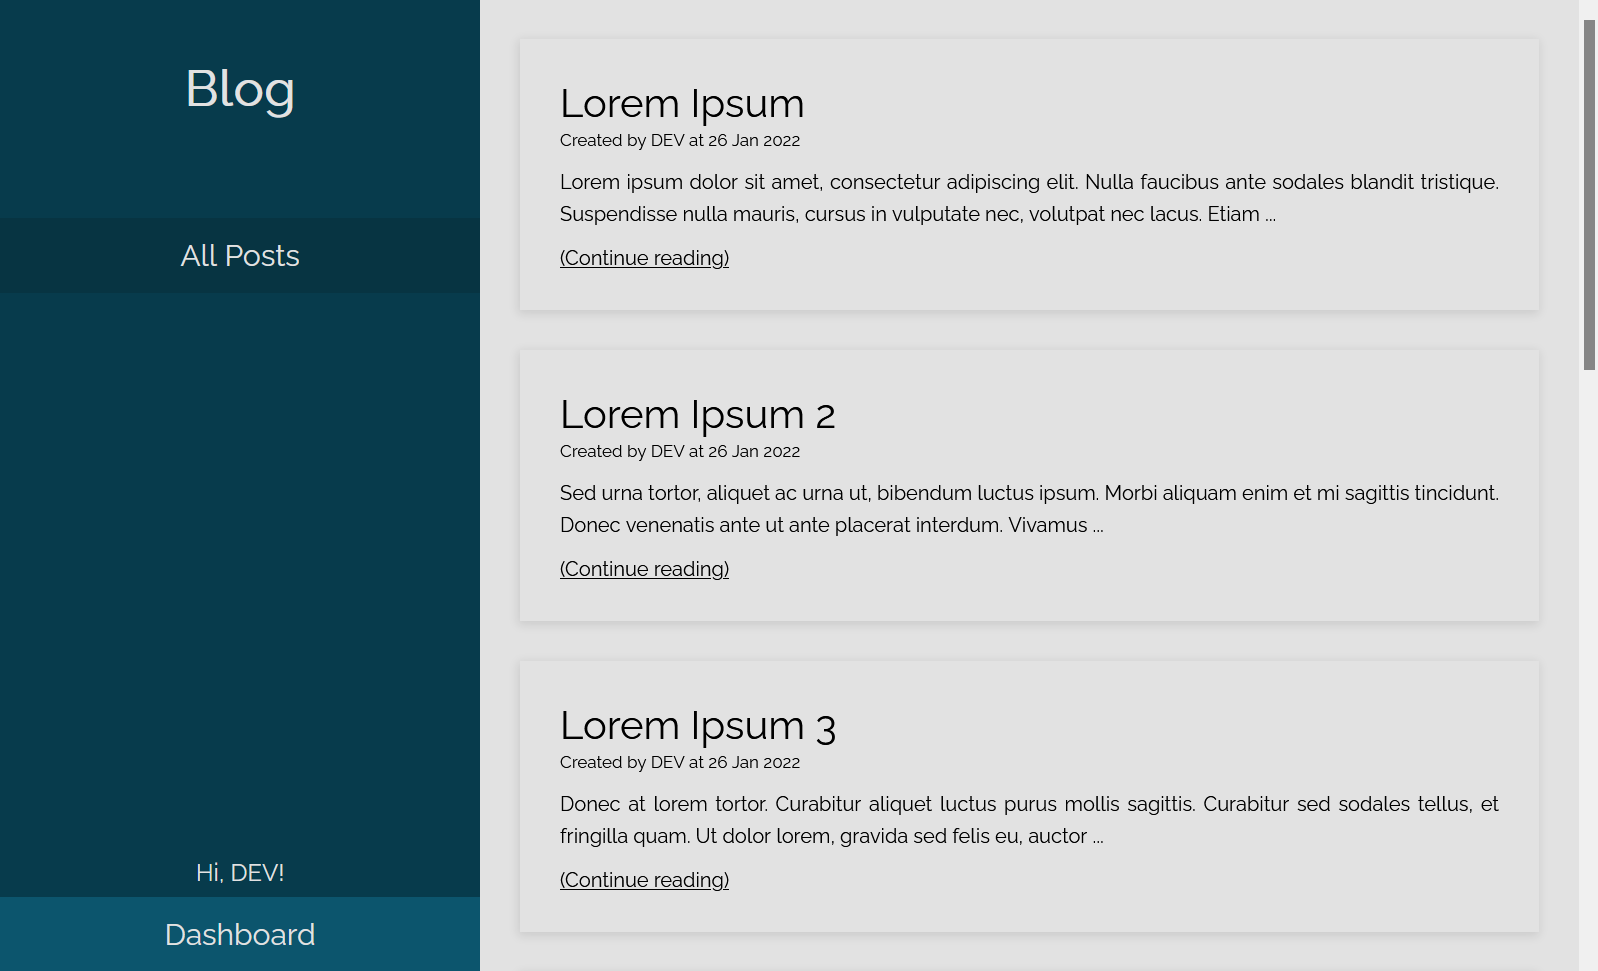 Blog
All Posts
Hi, DEV!
Dashboard
Lorem Ipsum
Created by DEV at 26 Jan 2022
Lorem ipsum dolor sit amet, consectetur adipiscing elit. Nulla faucibus ante sodales blandit tristique.
Suspendisse nulla mauris, cursus in vulputate nec, volutpat nec lacus. Etiam ...
(Continue reading)
Lorem Ipsum 2
Created by DEV at 26 Jan 2022
Sed urna tortor, aliquet ac urna ut, bibendum luctus ipsum. Morbi aliquam enim et mi sagittis tincidunt.
Donec venenatis ante ut ante placerat interdum. Vivamus ...
(Continue reading)
Lorem Ipsum 3
Created by DEV at 26 Jan 2022
Donec at lorem tortor. Curabitur aliquet luctus purus mollis sagittis. Curabitur sed sodales tellus, et
fringilla quam. Ut dolor lorem, gravida sed felis eu, auctor ...
(Continue reading)